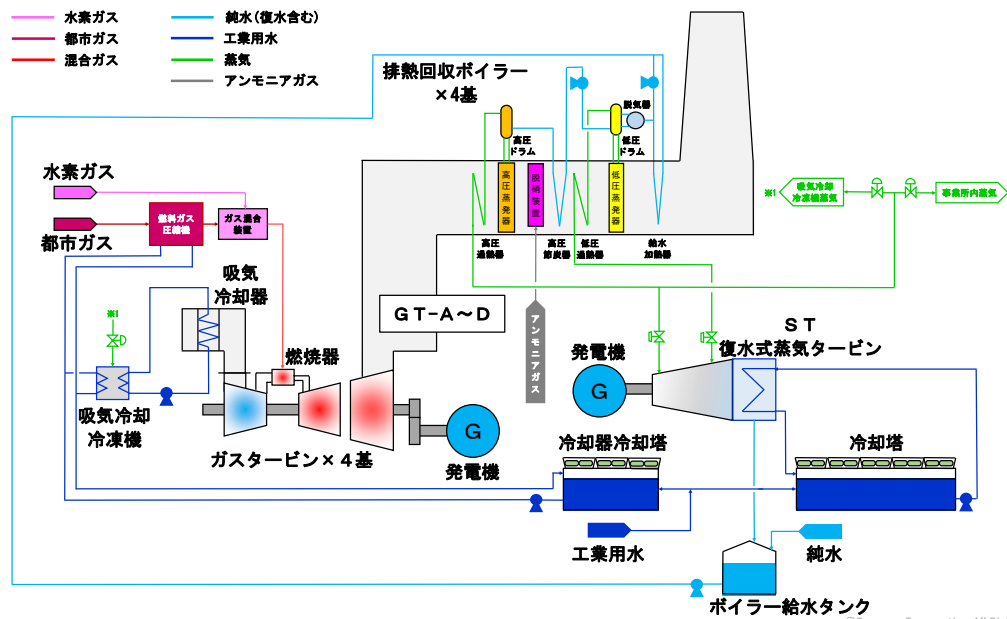 水素ガス
都市ガス
混合ガス
純水(復水含む)
工業用水
蒸気
アンモニアガス
排熱回収ボイラー
×4基
脱気器
高圧
ドラム
低圧
ドラム
高圧蒸発器
脱硝装置
低圧蒸発器
高圧
過熱器
高圧
節炭器
低圧
過熱器
給水
加熱器
水素ガス
都市ガス
燃料ガス
圧縮機
ガス混合
装置
※1
吸気冷却
冷凍機蒸気
事業所内蒸気
吸気
冷却器
※1
吸気冷却
冷凍機
燃焼器
GT-A~D
アンモニアガス
ガスタービン×4基
G
発電機
発電機
G
ST
復水式蒸気タービン
冷却器冷却塔
冷却塔
工業用水
純水
ボイラー給水タンク